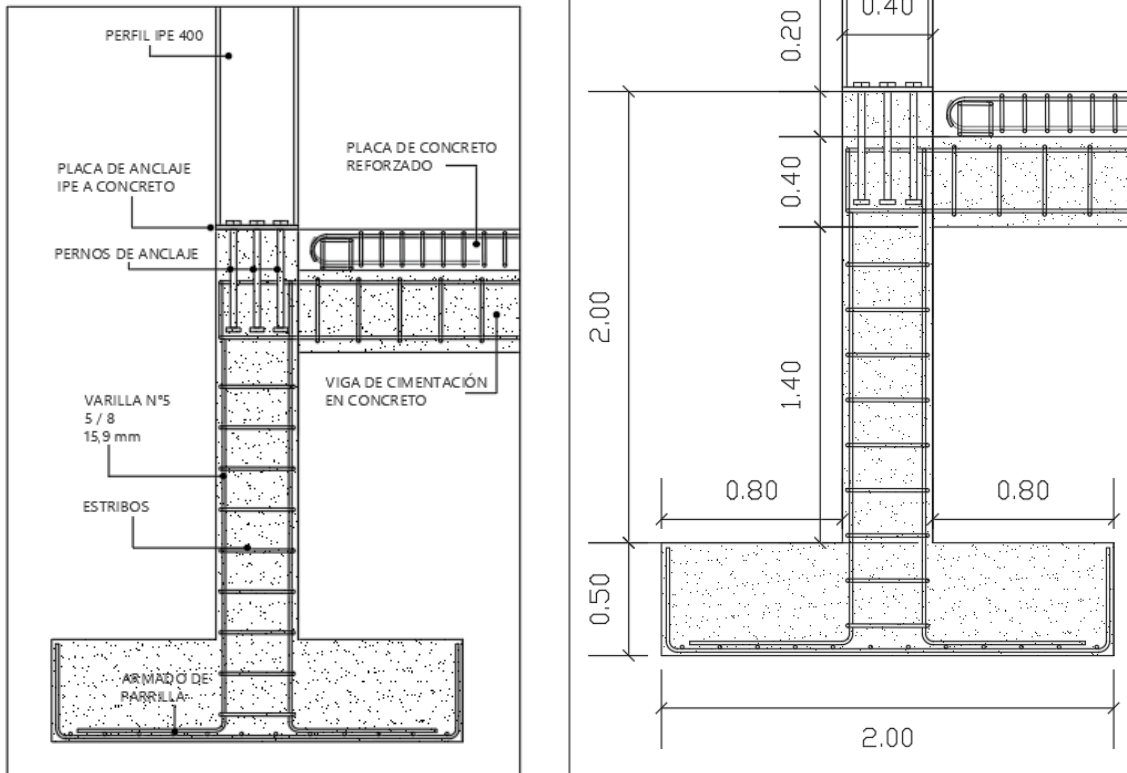 PERFIL IPE 400
PLACA DE CONCRETO
REFORZADO
PLACA DE ANCLAJE
IPE A CONCRETO
PERNOS DE ANCLAJE
VIGA DE CIMENTACIÓN
EN CONCRETO
VARILLA N°5
5 / 8
15,9 mm
ESTRIBOS
ARMADO DE
PARRILLA
0.40
0.20
0.40
2.00
1.40
0.80
0.80
0.50
2.00